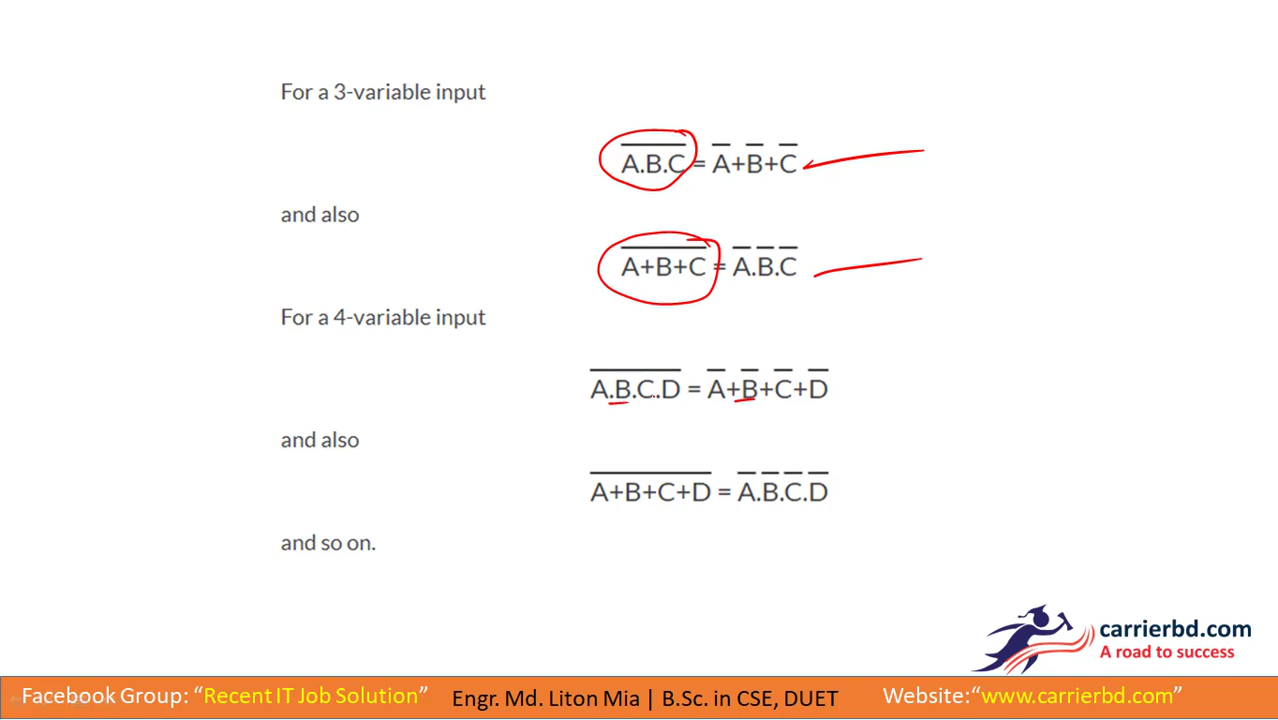 For a 3-variable input
A̅.̅B̅.̅C̅ = A̅+B̅+C̅
and also
A̅+̅B̅+̅C̅ = A̅.B̅.C̅
For a 4-variable input
A̅.̅B̅.̅C̅.̅D̅ = A̅+B̅+C̅+D̅
and also
A̅+̅B̅+̅C̅+̅D̅ = A̅.B̅.C̅.D̅
and so on.
carrierbd.com
A road to success
Facebook Group: “Recent IT Job Solution” Engr. Md. Liton Mia | B.Sc. in CSE, DUET Website:“www.carrierbd.com”